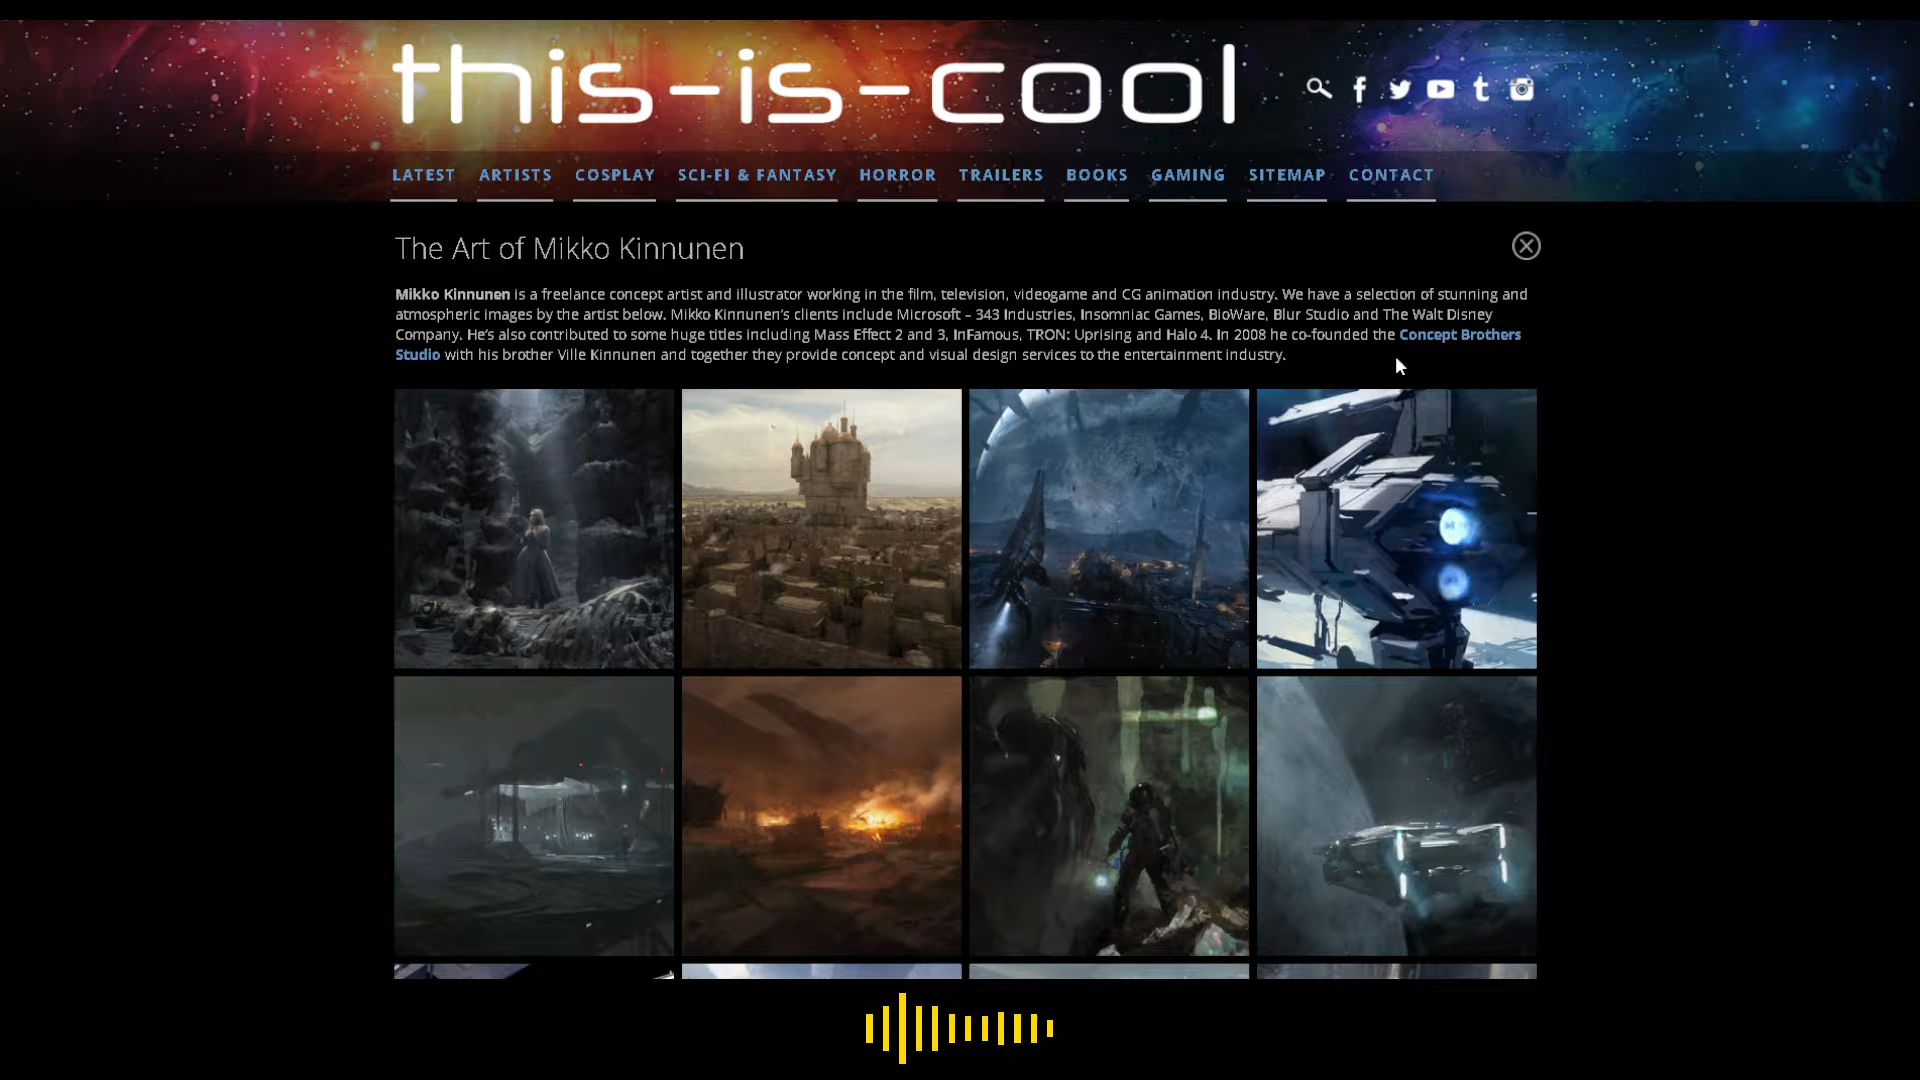 this-is-cool
LATEST ARTISTS COSPLAY SCI-FI & FANTASY HORROR TRAILERS BOOKS GAMING SITEMAP CONTACT
The Art of Mikko Kinnunen
Mikko Kinnunen is a freelance concept artist and illustrator working in the film, television, videogame and CG animation industry. We have a selection of stunning and
atmospheric images by the artist below. Mikko Kinnunen’s clients include Microsoft – 343 Industries, Insomniac Games, BioWare, Blur Studio and The Walt Disney
Company. He’s also contributed to some huge titles including Mass Effect 2 and 3, InFamous, TRON: Uprising and Halo 4. In 2008 he co-founded the Concept Brothers
Studio with his brother Ville Kinnunen and together they provide concept and visual design services to the entertainment industry.